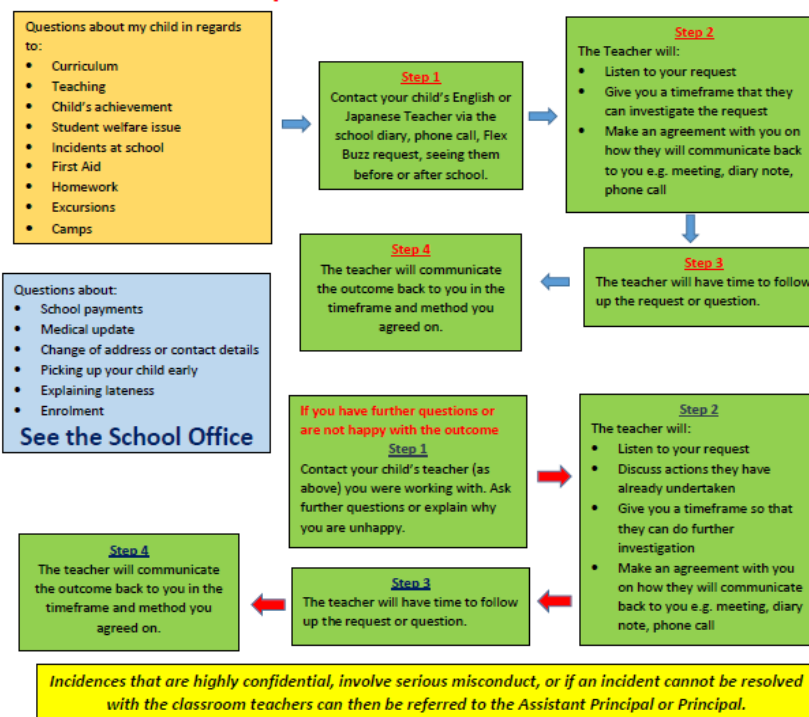 Questions about my child in regards
to:
• Curriculum
• Teaching
• Child's achievement
• Student welfare issue
• Incidents at school
• First Aid
• Homework
• Excursions
• Camps
Step 1
Contact your child's English or
Japanese Teacher via the
school diary, phone call, Flex
Buzz request, seeing them
before or after school.
Step 2
The Teacher will:
• Listen to your request
• Give you a timeframe that they
can investigate the request
• Make an agreement with you on
how they will communicate back
to you e.g. meeting, diary note,
phone call
Step 3
The teacher will have time to follow
up the request or question.
Step 4
The teacher will communicate
the outcome back to you in the
timeframe and method you
agreed on.
Questions about:
• School payments
• Medical update
• Change of address or contact details
• Picking up your child early
• Explaining lateness
• Enrolment
See the School Office
If you have further questions or
are not happy with the outcome
Step 1
Contact your child's teacher (as
above) you were working with. Ask
further questions or explain why
you are unhappy.
Step 2
The teacher will:
• Listen to your request
• Discuss actions they have
already undertaken
• Give you a timeframe so that
they can do further
investigation
• Make an agreement with you
on how they will communicate
back to you e.g. meeting, diary
note, phone call
Step 3
The teacher will have time to follow
up the request or question.
Step 4
The teacher will communicate
the outcome back to you in the
timeframe and method you
agreed on.
Incidences that are highly confidential, involve serious misconduct, or if an incident cannot be resolved
with the classroom teachers can then be referred to the Assistant Principal or Principal.